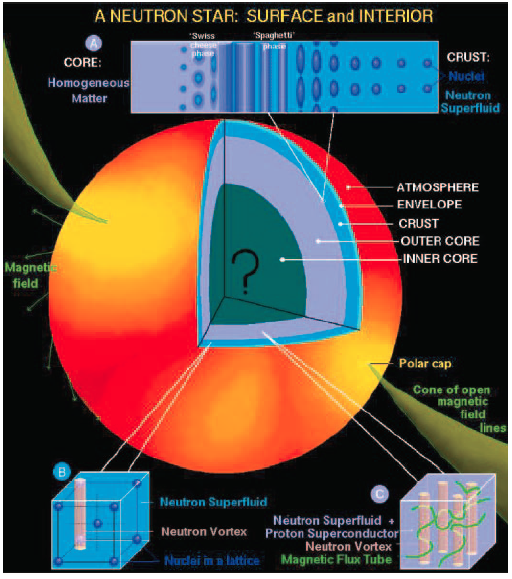 A NEUTRON STAR: SURFACE and INTERIOR
A
'Swiss cheese' phase
'Spaghetti' phase
CORE:
Homogeneous
Matter
CRUST:
Nuclei
Neutron
Superfluid
ATMOSPHERE
ENVELOPE
CRUST
OUTER CORE
INNER CORE
?
Magnetic
field
Polar cap
Cone of open
magnetic
field
lines
B
Neutron Superfluid
Neutron Vortex
Nuclei in a lattice
C
Neutron Superfluid +
Proton Superconductor
Neutron Vortex
Magnetic Flux Tube